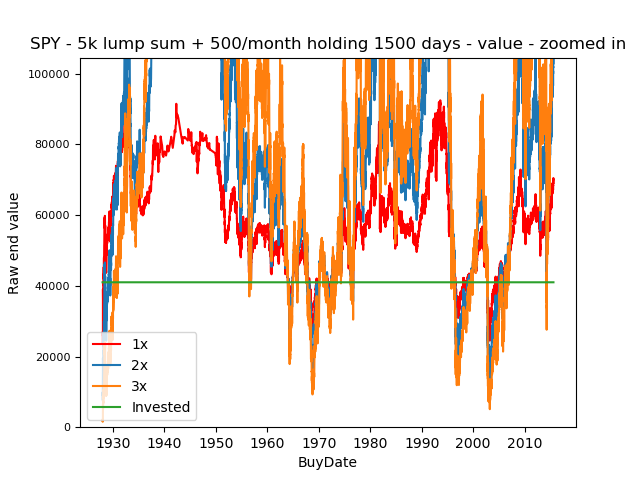 SPY - 5k lump sum + 500/month holding 1500 days - value - zoomed in
100000
80000
60000
40000
20000
0
Raw end value
1x
2x
3x
Invested
1930 1940 1950 1960 1970 1980 1990 2000 2010
BuyDate